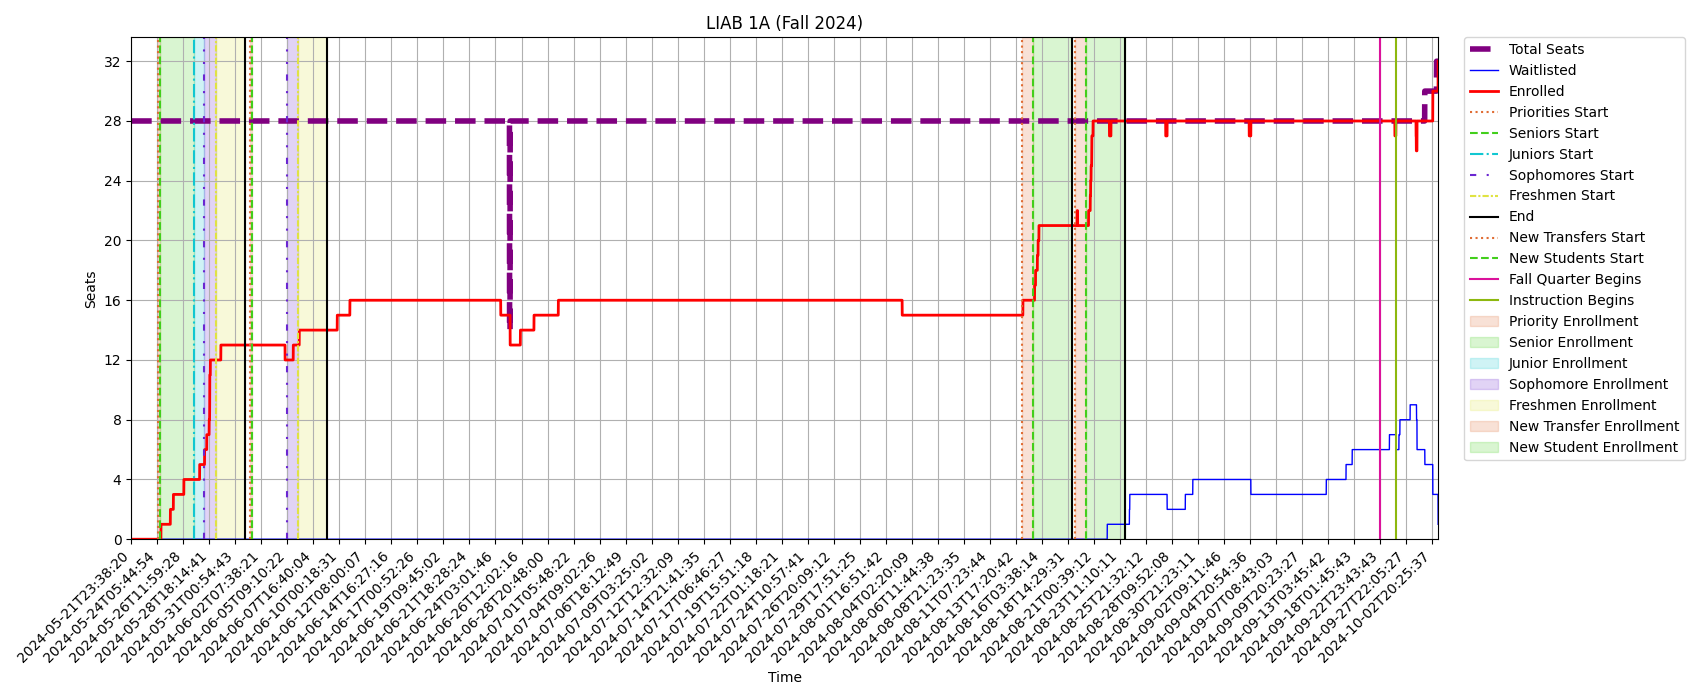 LIAB 1A (Fall 2024)
Seats
32
28
24
20
16
12
8
4
0
2024-05-21T23:38:20
2024-05-24T05:44:54
2024-05-26T11:59:28
2024-05-28T18:14:41
2024-05-31T00:54:43
2024-06-02T07:38:21
2024-06-05T09:10:22
2024-06-07T16:40:04
2024-06-10T00:18:31
2024-06-12T08:00:07
2024-06-14T16:27:16
2024-06-17T00:52:26
2024-06-19T09:45:02
2024-06-21T18:28:24
2024-06-24T03:01:46
2024-06-26T12:02:16
2024-06-28T20:48:00
2024-07-01T05:48:22
2024-07-04T09:02:26
2024-07-06T18:12:49
2024-07-09T03:25:02
2024-07-12T12:32:09
2024-07-14T21:41:35
2024-07-17T06:46:27
2024-07-19T15:51:18
2024-07-22T01:18:21
2024-07-24T10:57:41
2024-07-26T20:09:12
2024-07-29T17:51:25
2024-08-01T16:51:42
2024-08-04T02:20:09
2024-08-06T11:44:38
2024-08-08T21:23:35
2024-08-11T07:23:44
2024-08-13T17:20:42
2024-08-16T03:38:14
2024-08-18T14:29:31
2024-08-21T00:39:12
2024-08-23T11:10:11
2024-08-25T21:32:12
2024-08-28T09:52:08
2024-08-30T21:23:11
2024-09-02T09:11:46
2024-09-04T20:54:36
2024-09-07T08:43:03
2024-09-09T20:23:27
2024-09-13T03:45:42
2024-09-18T01:45:43
2024-09-22T23:43:43
2024-09-27T22:05:27
2024-10-02T20:25:37
Time
Total Seats
Waitlisted
Enrolled
Priorities Start
Seniors Start
Juniors Start
Sophomores Start
Freshmen Start
End
New Transfers Start
New Students Start
Fall Quarter Begins
Instruction Begins
Priority Enrollment
Senior Enrollment
Junior Enrollment
Sophomore Enrollment
Freshmen Enrollment
New Transfer Enrollment
New Student Enrollment